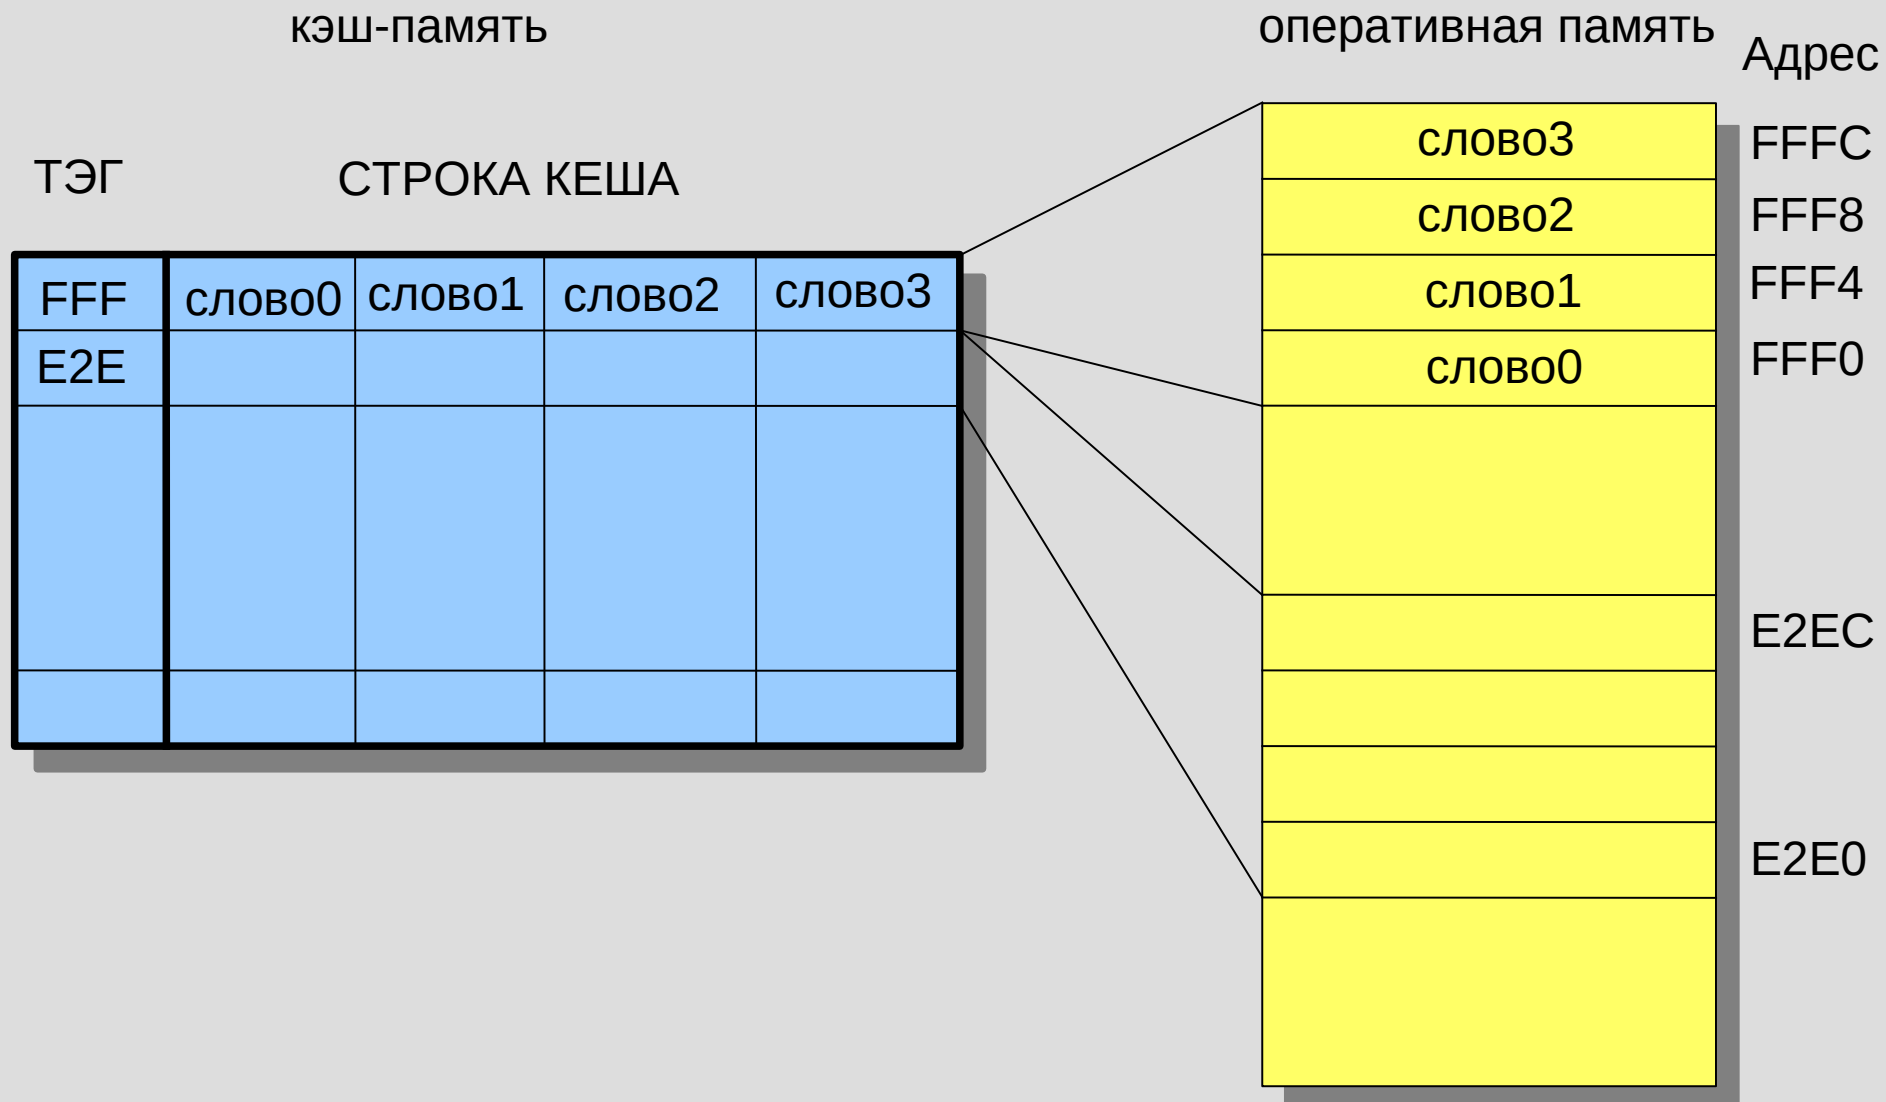 кэш-память
оперативная память
Адрес
ТЭГ
СТРОКА КЕША
FFF
слово0
слово1
слово2
слово3
E2E
слово3
FFFC
слово2
FFF8
слово1
FFF4
слово0
FFF0
E2EC
E2E0